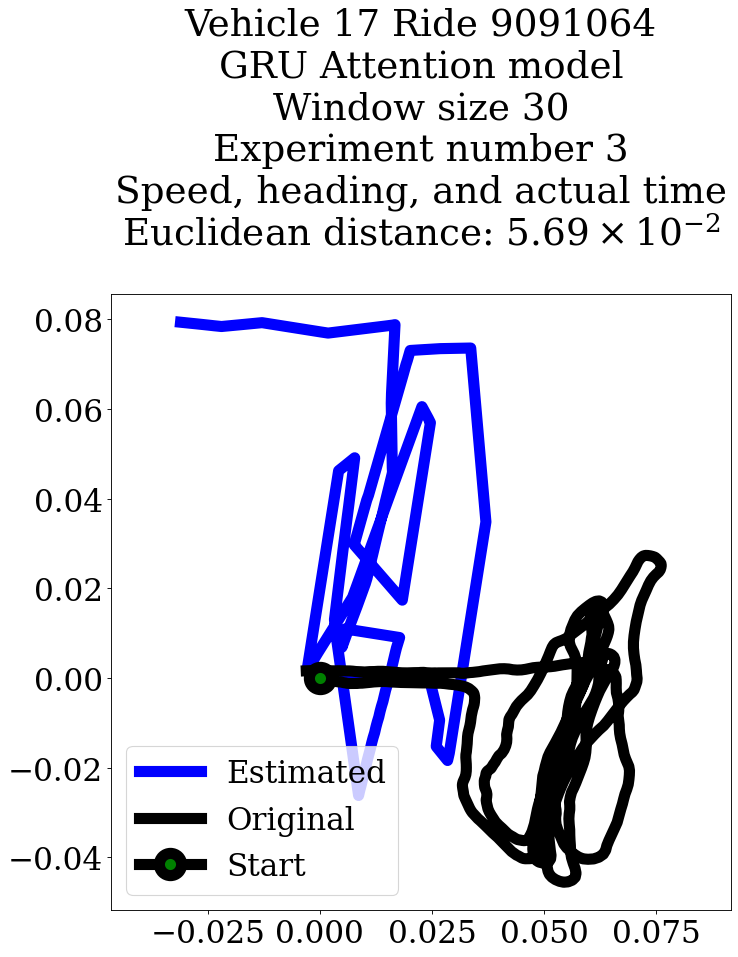 Vehicle 17 Ride 9091064
GRU Attention model
Window size 30
Experiment number 3
Speed, heading, and actual time
Euclidean distance: 5.69 × 10⁻²
0.08
0.06
0.04
0.02
0.00
−0.02
−0.04
Estimated
Original
Start
−0.025 0.000 0.025 0.050 0.075